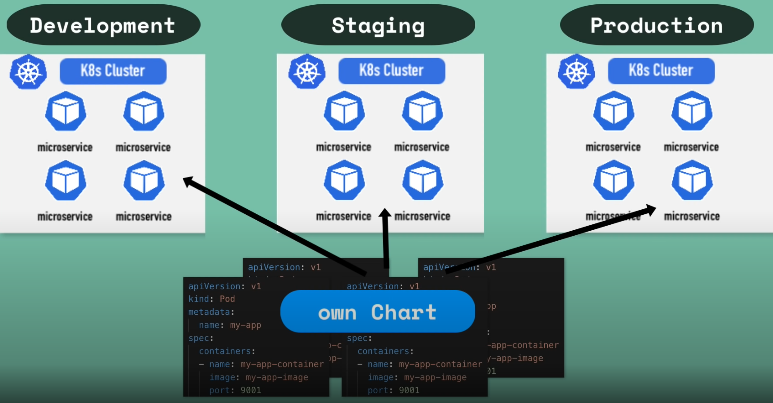 Development
Staging
Production
K8s Cluster
K8s Cluster
K8s Cluster
microservice
microservice
microservice
microservice
microservice
microservice
microservice
microservice
microservice
microservice
microservice
microservice
apiVersion: v1
apiVersion: v1
apiVersion: v1
kind: Pod
metadata:
name: my-app
spec:
containers:
- name: my-app-container
image: my-app-image
port: 9001
apiVersion: v1
own Chart
spec:
containers:
- name: my-app-container
image: my-app-image
port: 9001